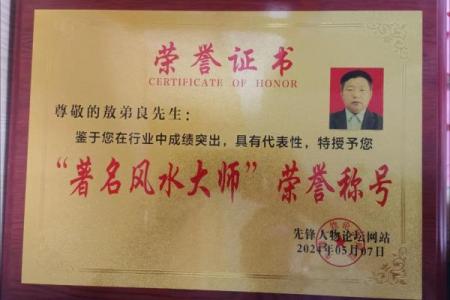 荣誉证书
CERTIFICATE OF HONOR
尊敬的敖弟良先生：
鉴于您在行业中成绩突出，具有代表性，特授予您
“著名风水大师”荣誉称号
先锋人物论坛网站
2024年05月07日